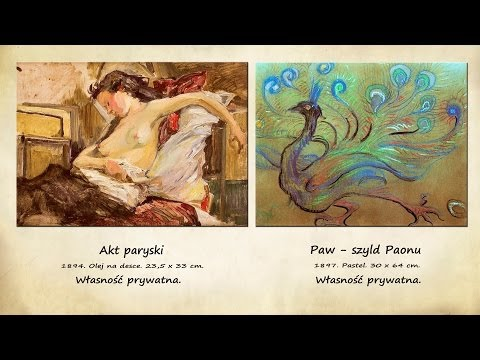 Akt paryski
1894. Olej na desce. 23,5 x 33 cm.
Własność prywatna.
Paw - szyld Paonu
1897. Pastel. 30 x 64 cm.
Własność prywatna.